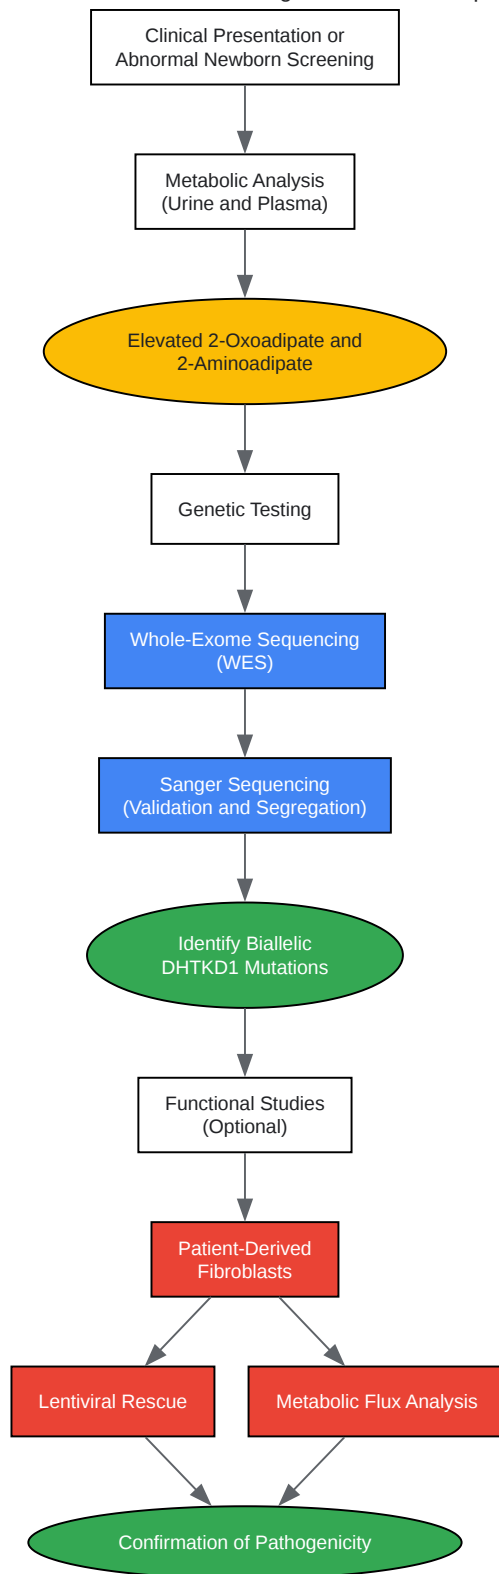 Clinical Presentation or
Abnormal Newborn Screening
Metabolic Analysis
(Urine and Plasma)
Elevated 2-Oxoadipate and
2-Aminoadipate
Genetic Testing
Whole-Exome Sequencing
(WES)
Sanger Sequencing
(Validation and Segregation)
Identify Biallelic
DHTKD1 Mutations
Functional Studies
(Optional)
Patient-Derived
Fibroblasts
Lentiviral Rescue
Metabolic Flux Analysis
Confirmation of Pathogenicity